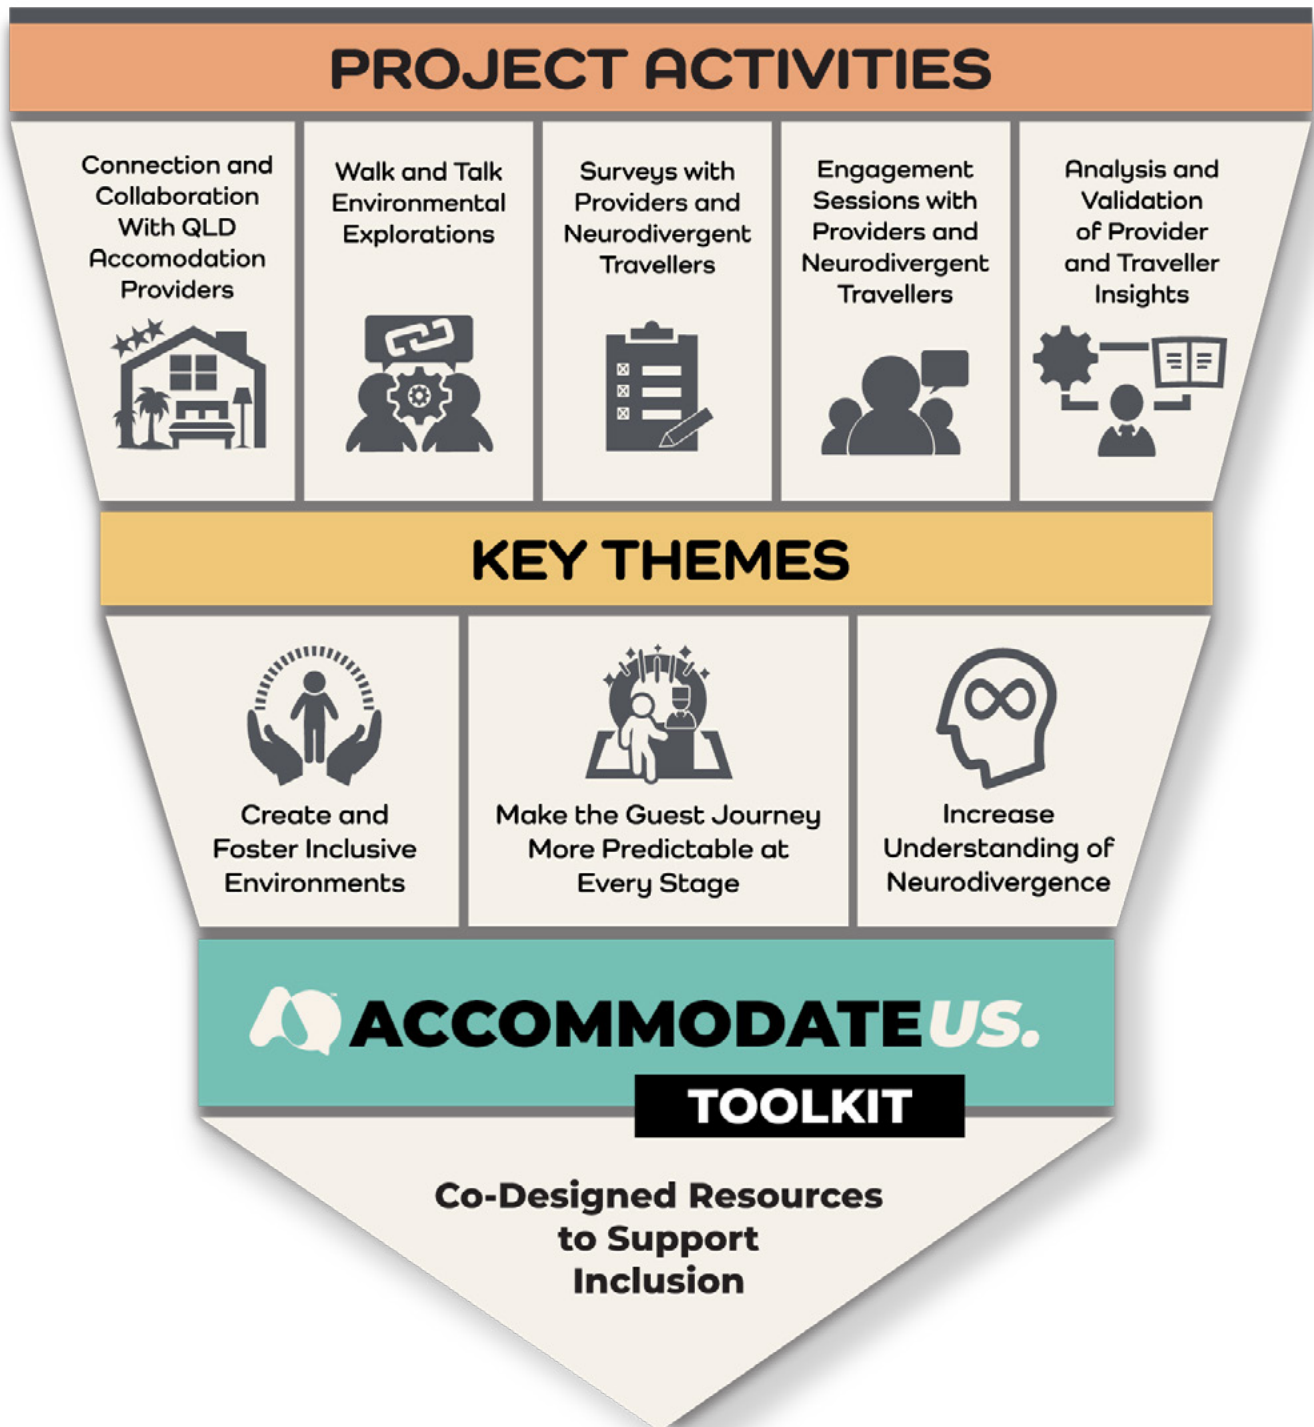 PROJECT ACTIVITIES
Connection and
Collaboration
With QLD
Accomodation
Providers
Walk and Talk
Environmental
Explorations
Surveys with
Providers and
Neurodivergent
Travellers
Engagement
Sessions with
Providers and
Neurodivergent
Travellers
Analysis and
Validation
of Provider
and Traveller
Insights
KEY THEMES
Create and
Foster Inclusive
Environments
Make the Guest Journey
More Predictable at
Every Stage
Increase
Understanding of
Neurodivergence
ACCOMMODATE US.
TOOLKIT
Co-Designed Resources
to Support
Inclusion